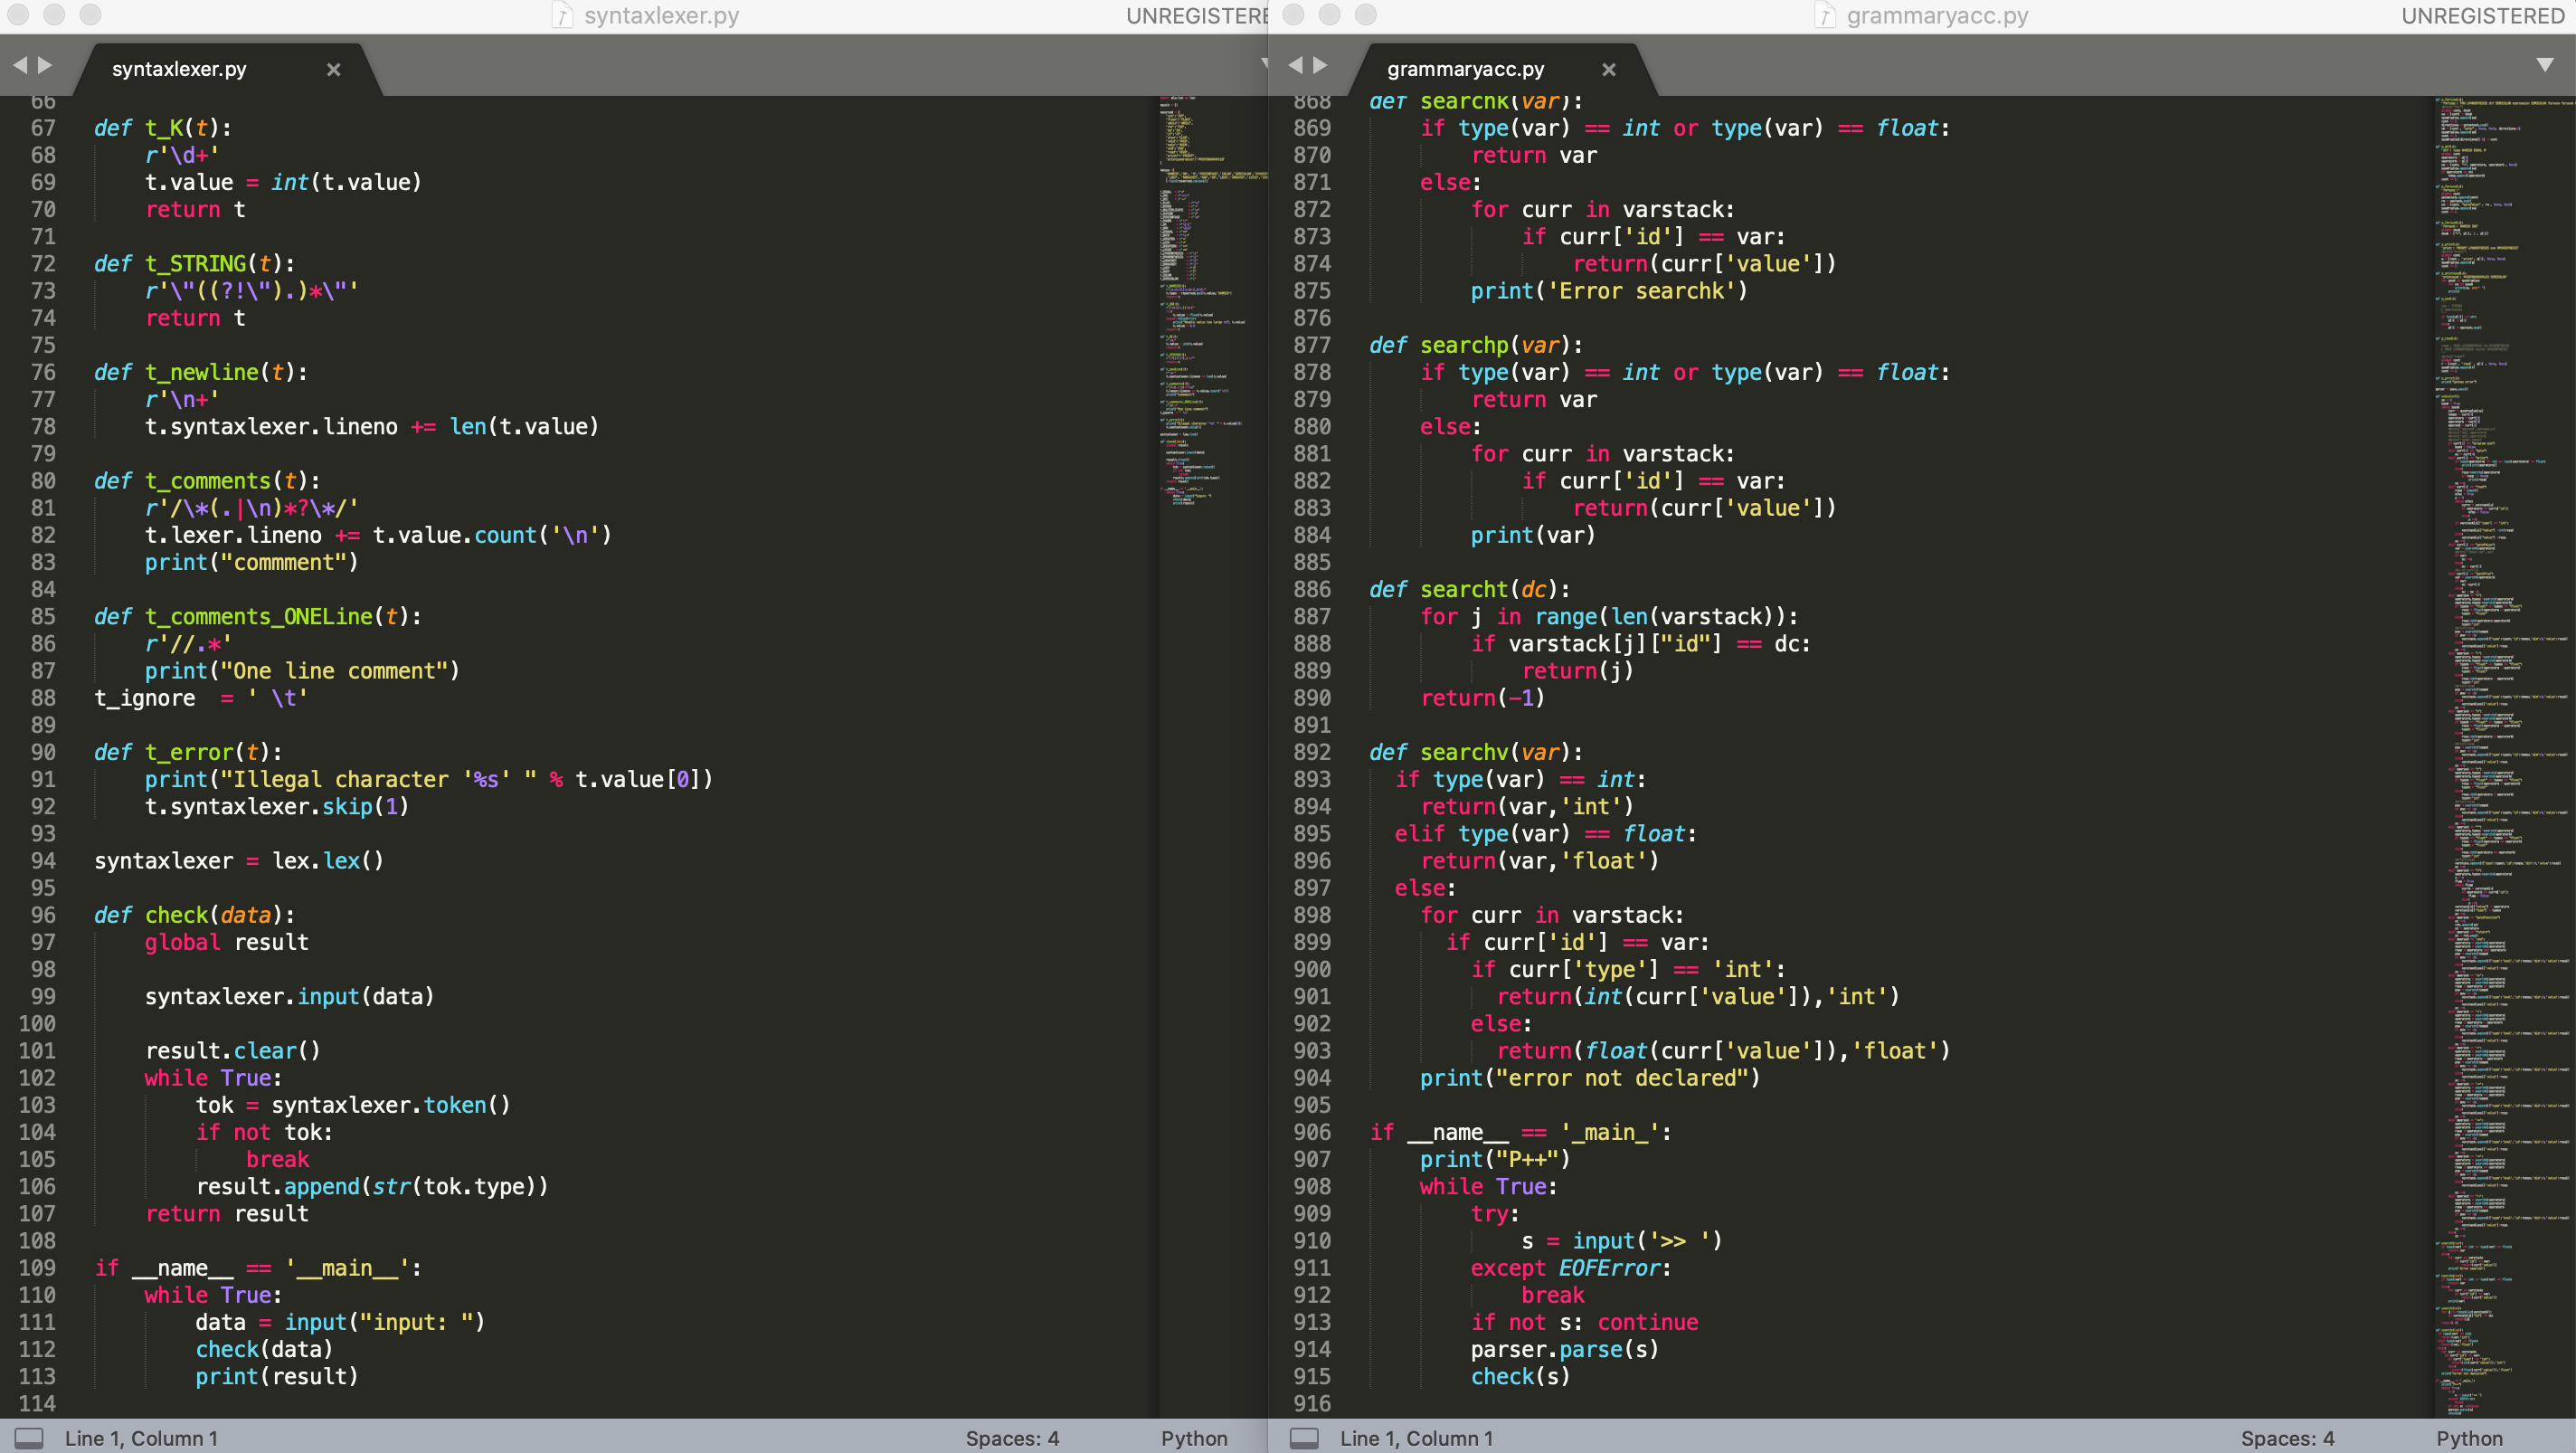 syntaxlexer.py
UNREGISTERE
syntaxlexer.py
66
67 def t_K(t):
68 r'\d+'
69 t.value = int(t.value)
70 return t
71
72 def t_STRING(t):
73 r'\"((?!\").)*\"'
74 return t
75
76 def t_newline(t):
77 r'\n+'
78 t.syntaxlexer.lineno += len(t.value)
79
80 def t_comments(t):
81 r'/\*(.|\n)*?\*/'
82 t.lexer.lineno += t.value.count('\n')
83 print("commment")
84
85 def t_comments_ONELine(t):
86 r'//.*'
87 print("One line comment")
88 t_ignore  = ' \t'
89
90 def t_error(t):
91 print("Illegal character '%s' " % t.value[0])
92 t.syntaxlexer.skip(1)
93
94 syntaxlexer = lex.lex()
95
96 def check(data):
97 global result
98
99 syntaxlexer.input(data)
100
101 result.clear()
102 while True:
103 tok = syntaxlexer.token()
104 if not tok:
105 break
106 result.append(str(tok.type))
107 return result
108
109 if __name__ == '__main__':
110 while True:
111 data = input("input: ")
112 check(data)
113 print(result)
114
Line 1, Column 1
Spaces: 4
Python
grammaryacc.py
UNREGISTERED
grammaryacc.py
868 def searchk(var):
869 if type(var) == int or type(var) == float:
870 return var
871 else:
872 for curr in varstack:
873 if curr['id'] == var:
874 return(curr['value'])
875 print('Error searchk')
876
877 def searchp(var):
878 if type(var) == int or type(var) == float:
879 return var
880 else:
881 for curr in varstack:
882 if curr['id'] == var:
883 return(curr['value'])
884 print(var)
885
886 def searcht(dc):
887 for j in range(len(varstack)):
888 if varstack[j]["id"] == dc:
889 return(j)
890 return(-1)
891
892 def searchv(var):
893 if type(var) == int:
894 return(var,'int')
895 elif type(var) == float:
896 return(var,'float')
897 else:
898 for curr in varstack:
899 if curr['id'] == var:
900 if curr['type'] == 'int':
901 return(int(curr['value']),'int')
902 else:
903 return(float(curr['value']),'float')
904 print("error not declared")
905
906 if __name__ == '_main_':
907 print("P++")
908 while True:
909 try:
910 s = input('>> ')
911 except EOFError:
912 break
913 if not s: continue
914 parser.parse(s)
915 check(s)
916
Line 1, Column 1
Spaces: 4
Python